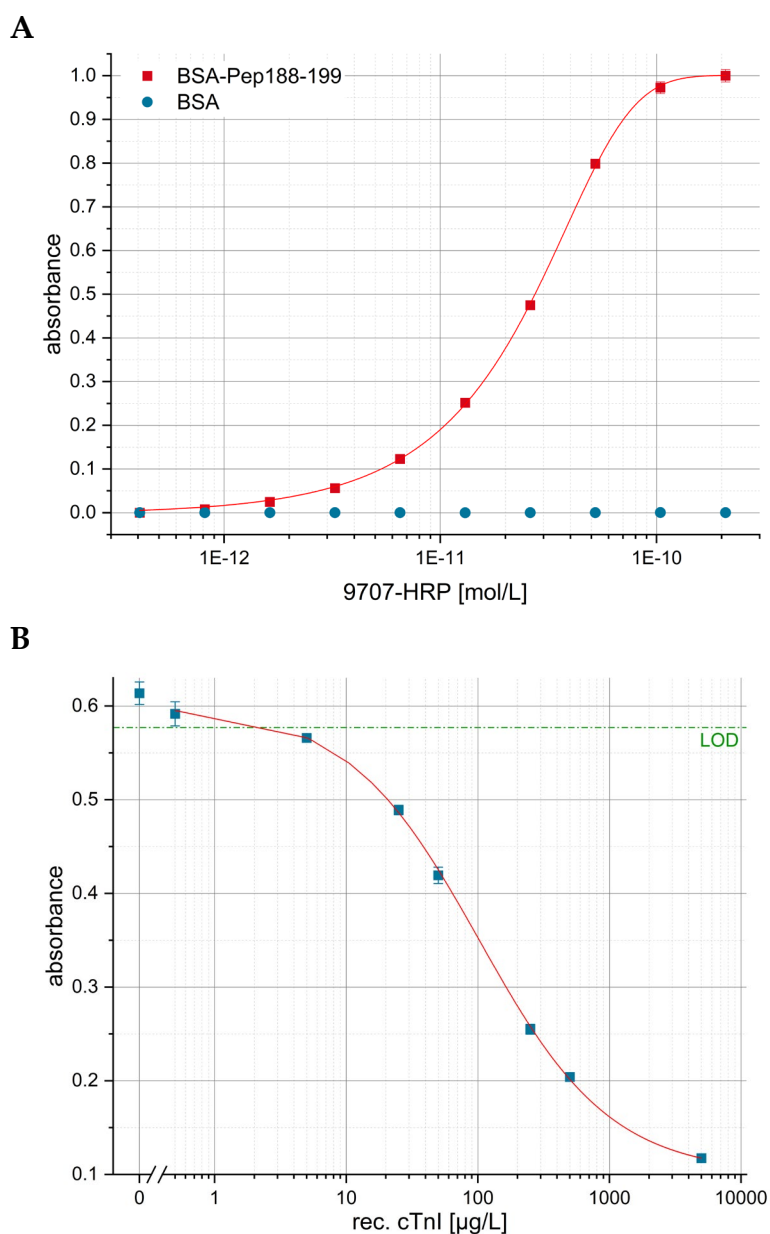 A
BSA-Pep188-199
BSA
1.0
0.9
0.8
0.7
0.6
0.5
0.4
0.3
0.2
0.1
0.0
absorbance
1E-12
1E-11
1E-10
9707-HRP [mol/L]
B
0.6
0.5
0.4
0.3
0.2
0.1
absorbance
LOD
0
1
10
100
1000
10000
rec. cTnI [µg/L]